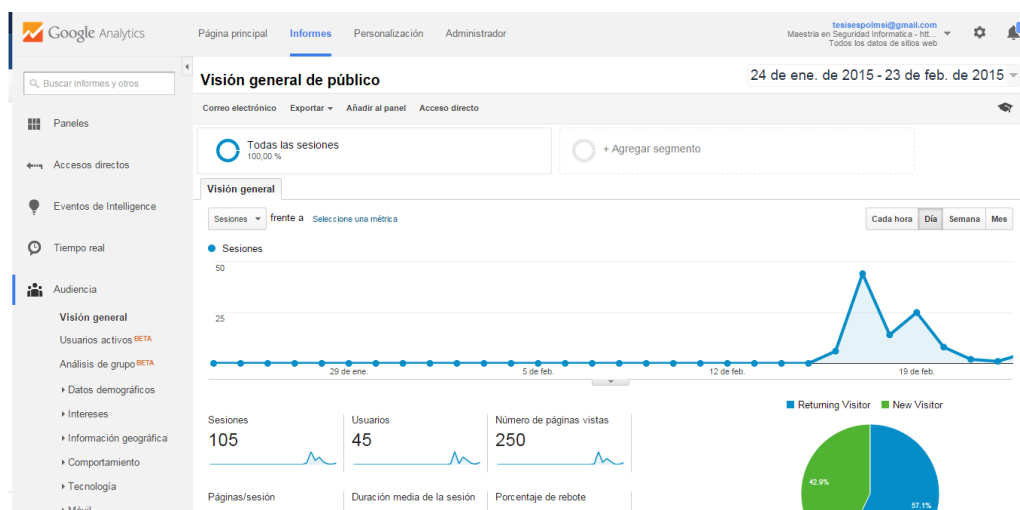 Google Analytics
Página principal Informes Personalización Administrador
tesisespolmsi@gmail.com
Maestria en Seguridad Informatica - htt...
Todos los datos de sitios web
Buscar informes y otros
Paneles
Accesos directos
Eventos de Intelligence
Tiempo real
Audiencia
Visión general
Usuarios activos BETA
Análisis de grupo BETA
Datos demográficos
Intereses
Información geográfica
Comportamiento
Tecnología
Móvil
Visión general de público
24 de ene. de 2015 - 23 de feb. de 2015
Correo electrónico Exportar Añadir al panel Acceso directo
Todas las sesiones
100,00 %
+ Agregar segmento
Visión general
Sesiones frente a Seleccione una métrica
Cada hora Día Semana Mes
Sesiones
50
25
29 de ene. 5 de feb. 12 de feb. 19 de feb.
Returning Visitor New Visitor
Sesiones Usuarios Número de páginas vistas
105 45 250
42.9%
57.1%
Páginas/sesión Duración media de la sesión Porcentaje de rebote